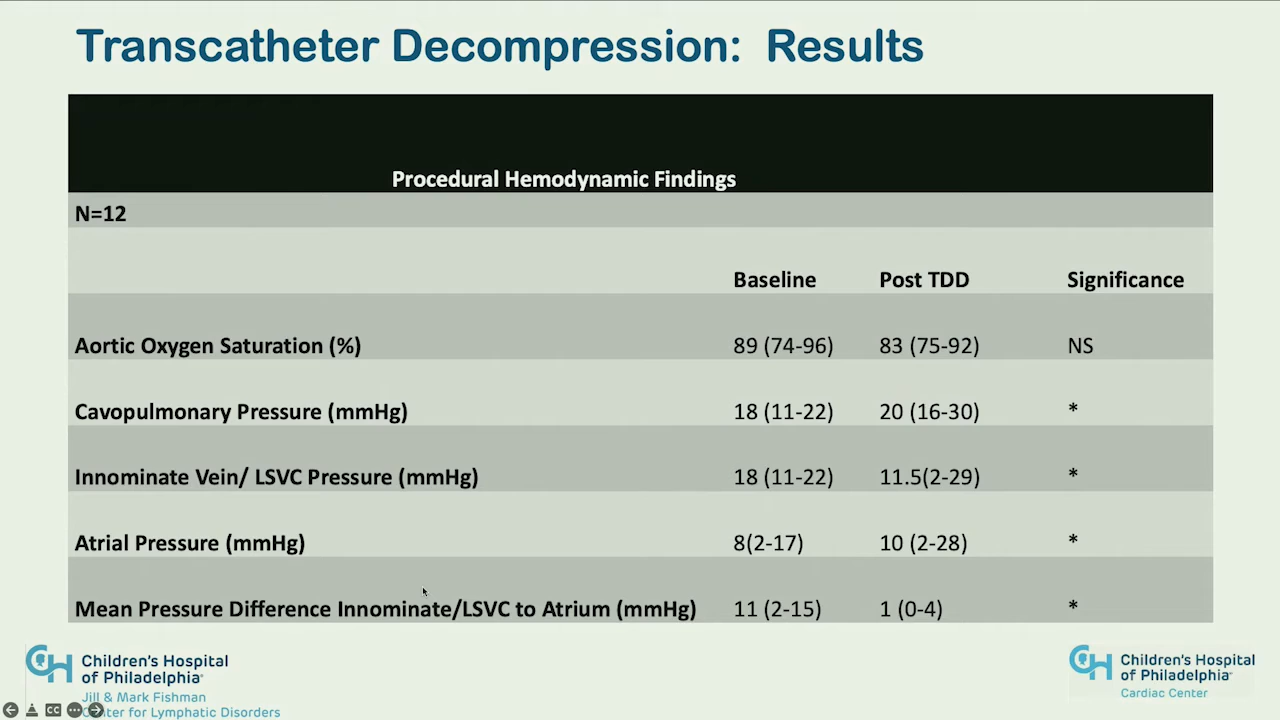 Transcatheter Decompression: Results
Procedural Hemodynamic Findings
N=12
Baseline Post TDD Significance
Aortic Oxygen Saturation (%) 89 (74-96) 83 (75-92) NS
Cavopulmonary Pressure (mmHg) 18 (11-22) 20 (16-30) *
Innominate Vein/ LSVC Pressure (mmHg) 18 (11-22) 11.5(2-29) *
Atrial Pressure (mmHg) 8(2-17) 10 (2-28) *
Mean Pressure Difference Innominate/LSVC to Atrium (mmHg) 11 (2-15) 1 (0-4) *
CH Children's Hospital
of Philadelphia
Jill & Mark Fishman
Center for Lymphatic Disorders
CC
CH Children's Hospital
of Philadelphia
Cardiac Center